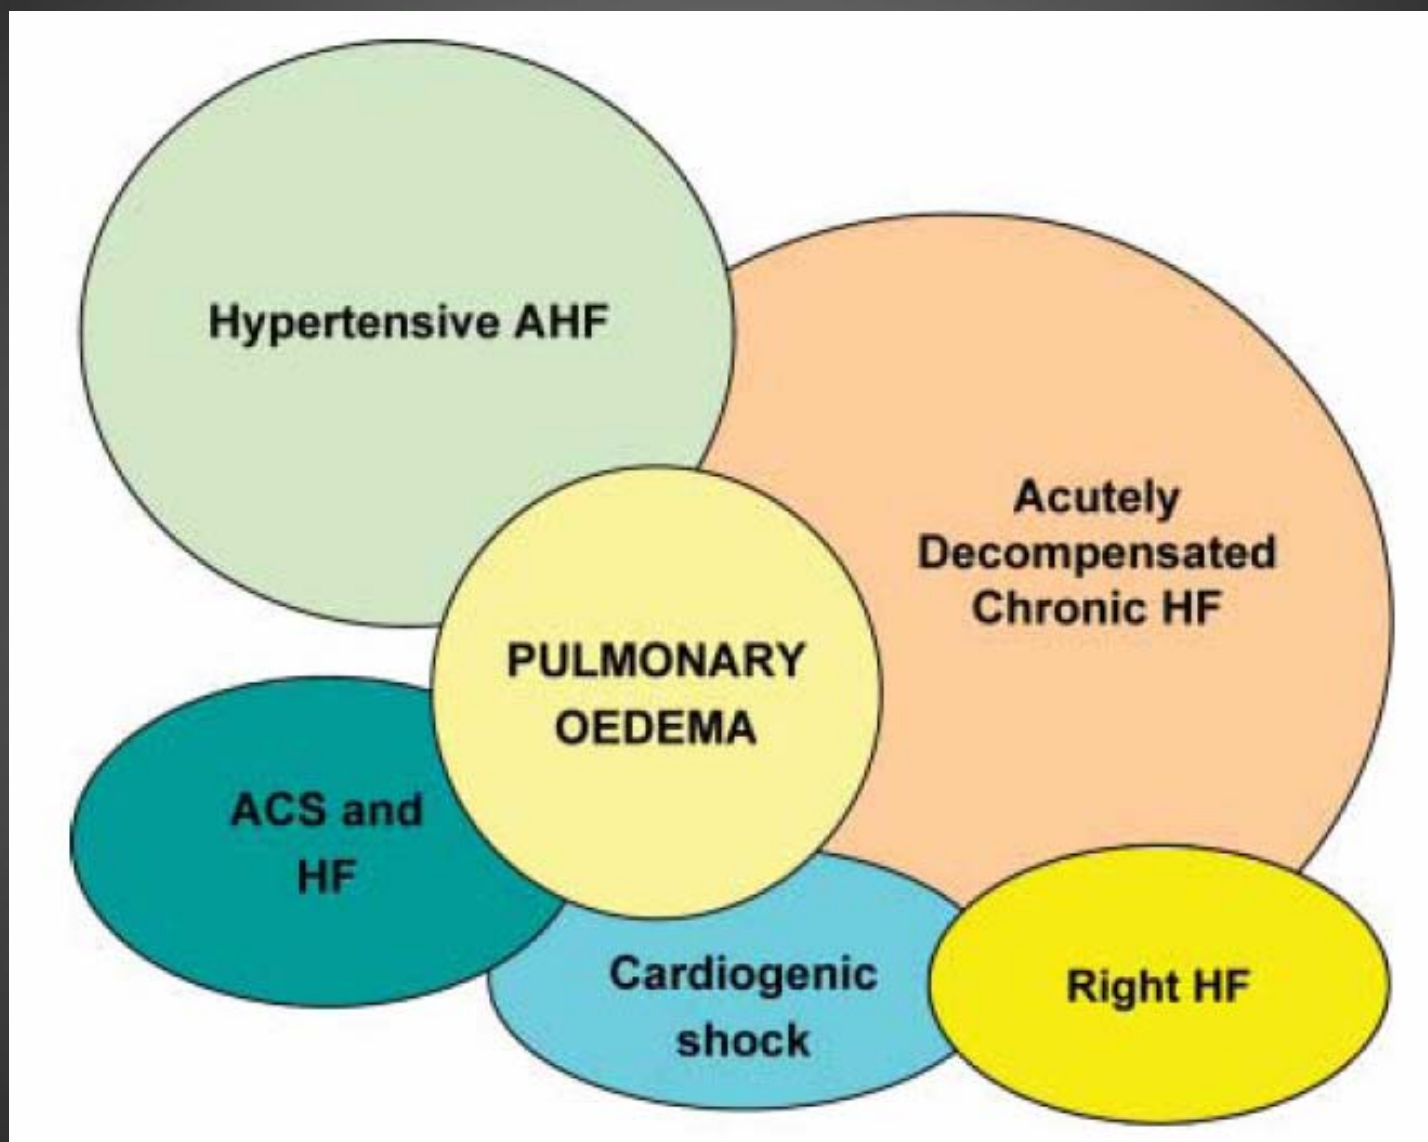 Hypertensive AHF
Acutely
Decompensated
Chronic HF
PULMONARY
OEDEMA
ACS and
HF
Cardiogenic
shock
Right HF